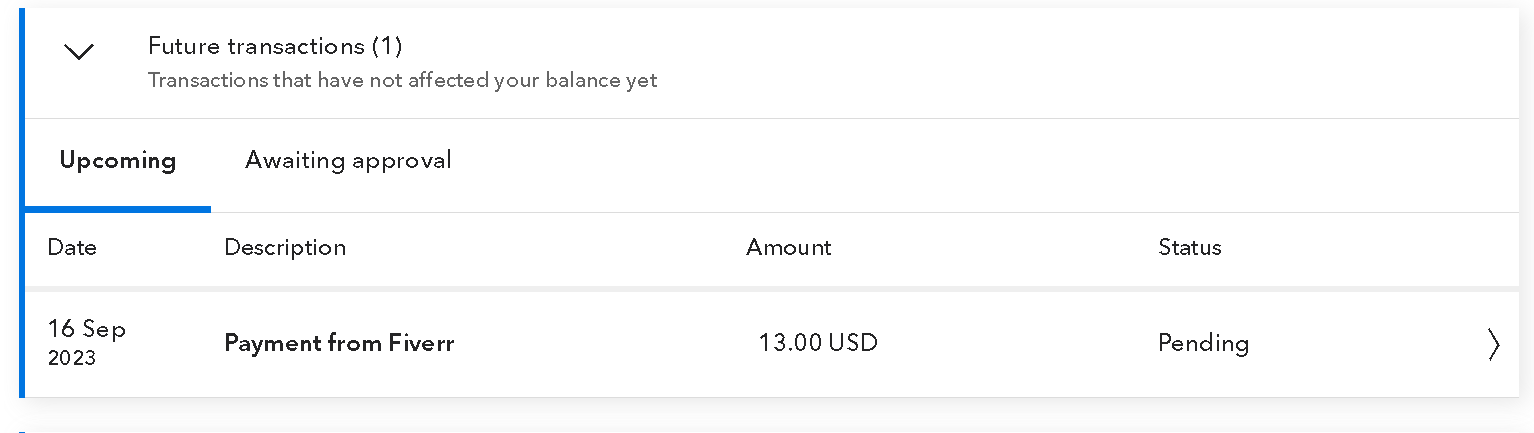 Future transactions (1)
Transactions that have not affected your balance yet
Upcoming Awaiting approval
Date Description Amount Status
16 Sep
2023
Payment from Fiverr 13.00 USD Pending